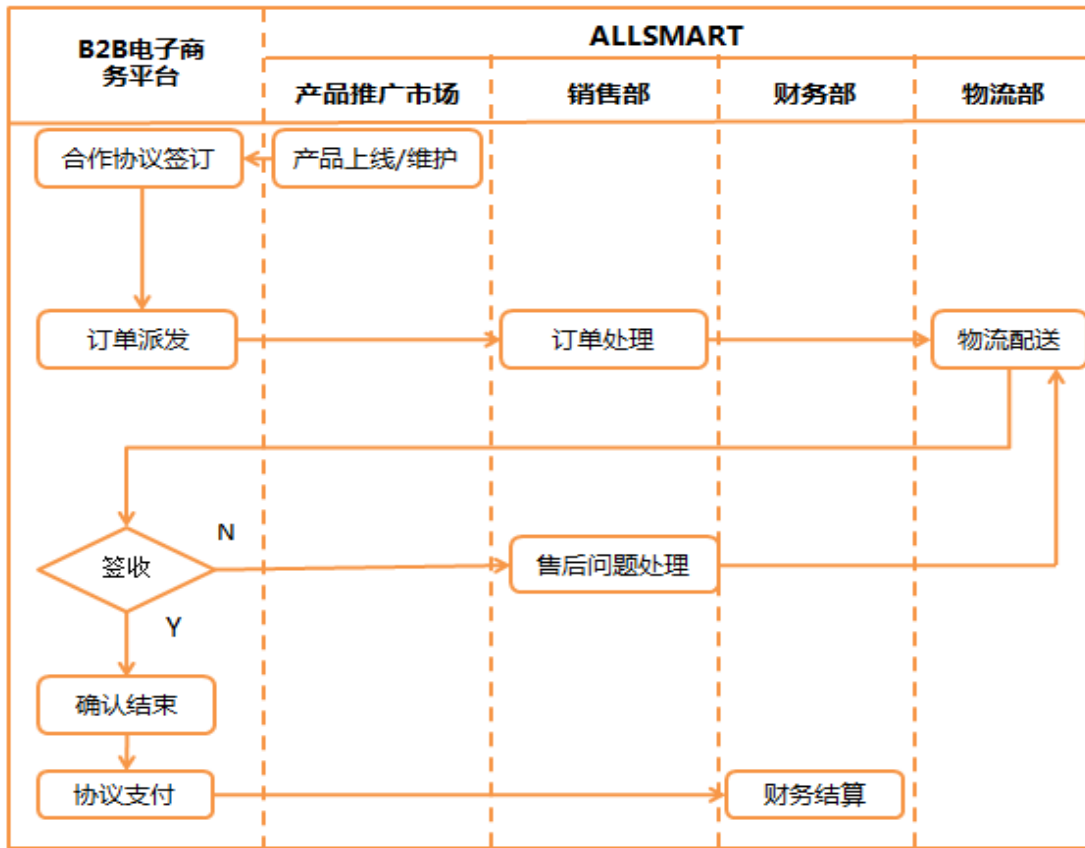 B2B电子商
务平台
ALLSMART
产品推广市场
销售部
财务部
物流部
合作协议签订
产品上线/维护
订单派发
订单处理
物流配送
N
签收
售后问题处理
Y
确认结束
协议支付
财务结算